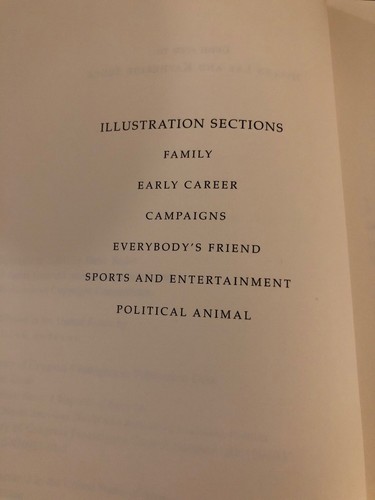 ILLUSTRATION SECTIONS
FAMILY
EARLY CAREER
CAMPAIGNS
EVERYBODY'S FRIEND
SPORTS AND ENTERTAINMENT
POLITICAL ANIMAL